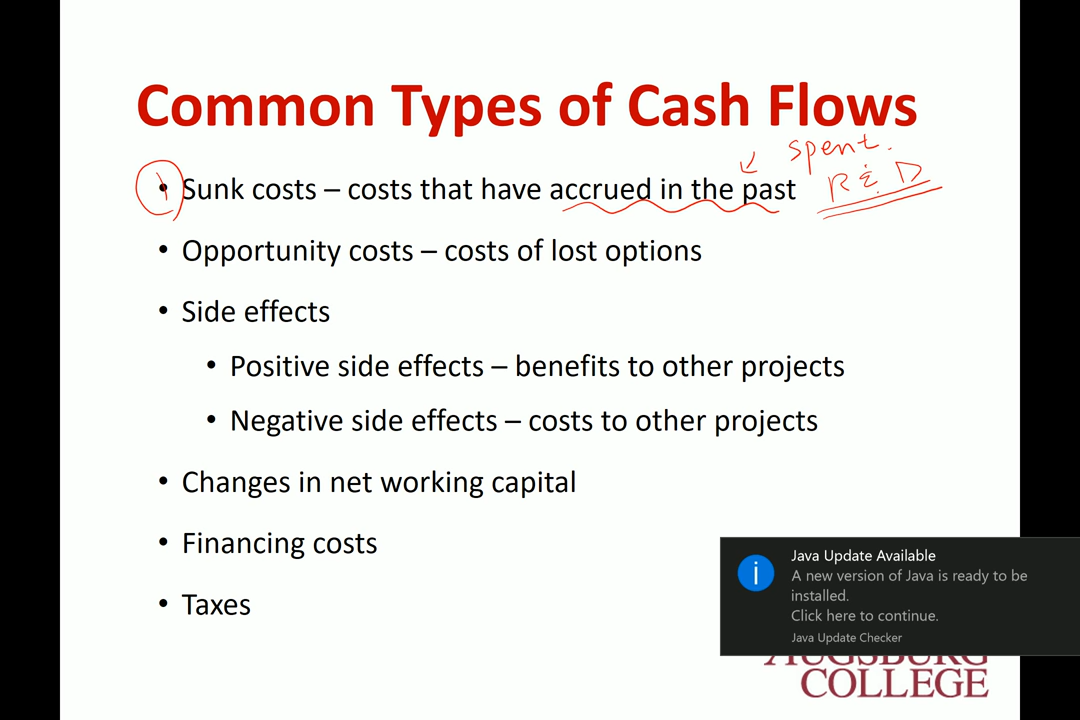 Common Types of Cash Flows
spent.
• Sunk costs – costs that have accrued in the past
R & D
• Opportunity costs – costs of lost options
• Side effects
• Positive side effects – benefits to other projects
• Negative side effects – costs to other projects
• Changes in net working capital
• Financing costs
• Taxes
i
Java Update Available
A new version of Java is ready to be
installed.
Click here to continue.
Java Update Checker
AUGSBURG
COLLEGE